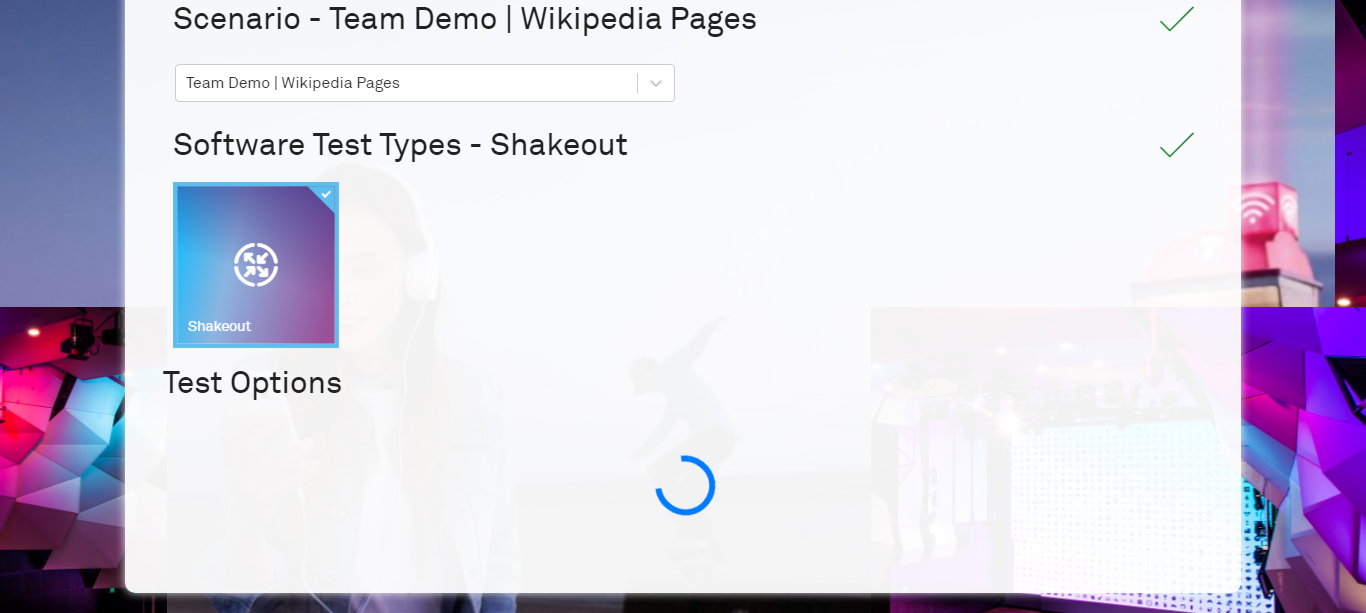 Scenario - Team Demo | Wikipedia Pages
Team Demo | Wikipedia Pages
Software Test Types - Shakeout
Shakeout
Test Options